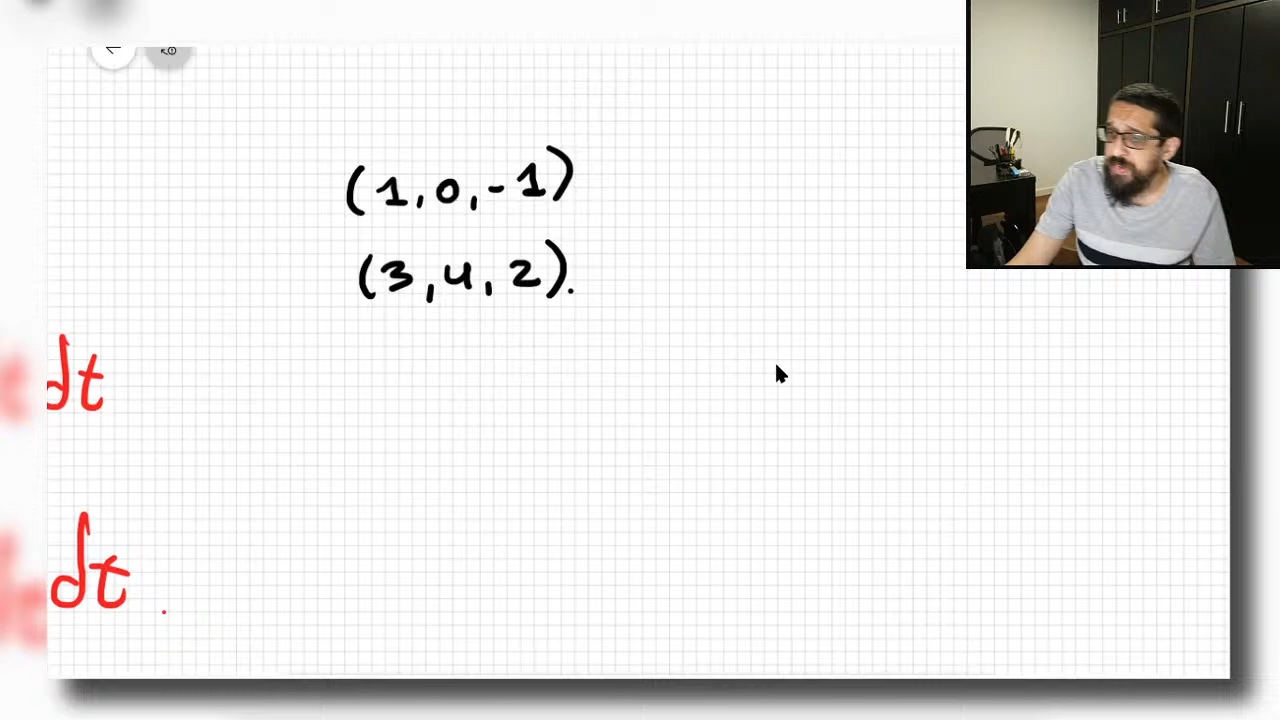 (1,0,-1)
(3,4,2).
dt
dt.